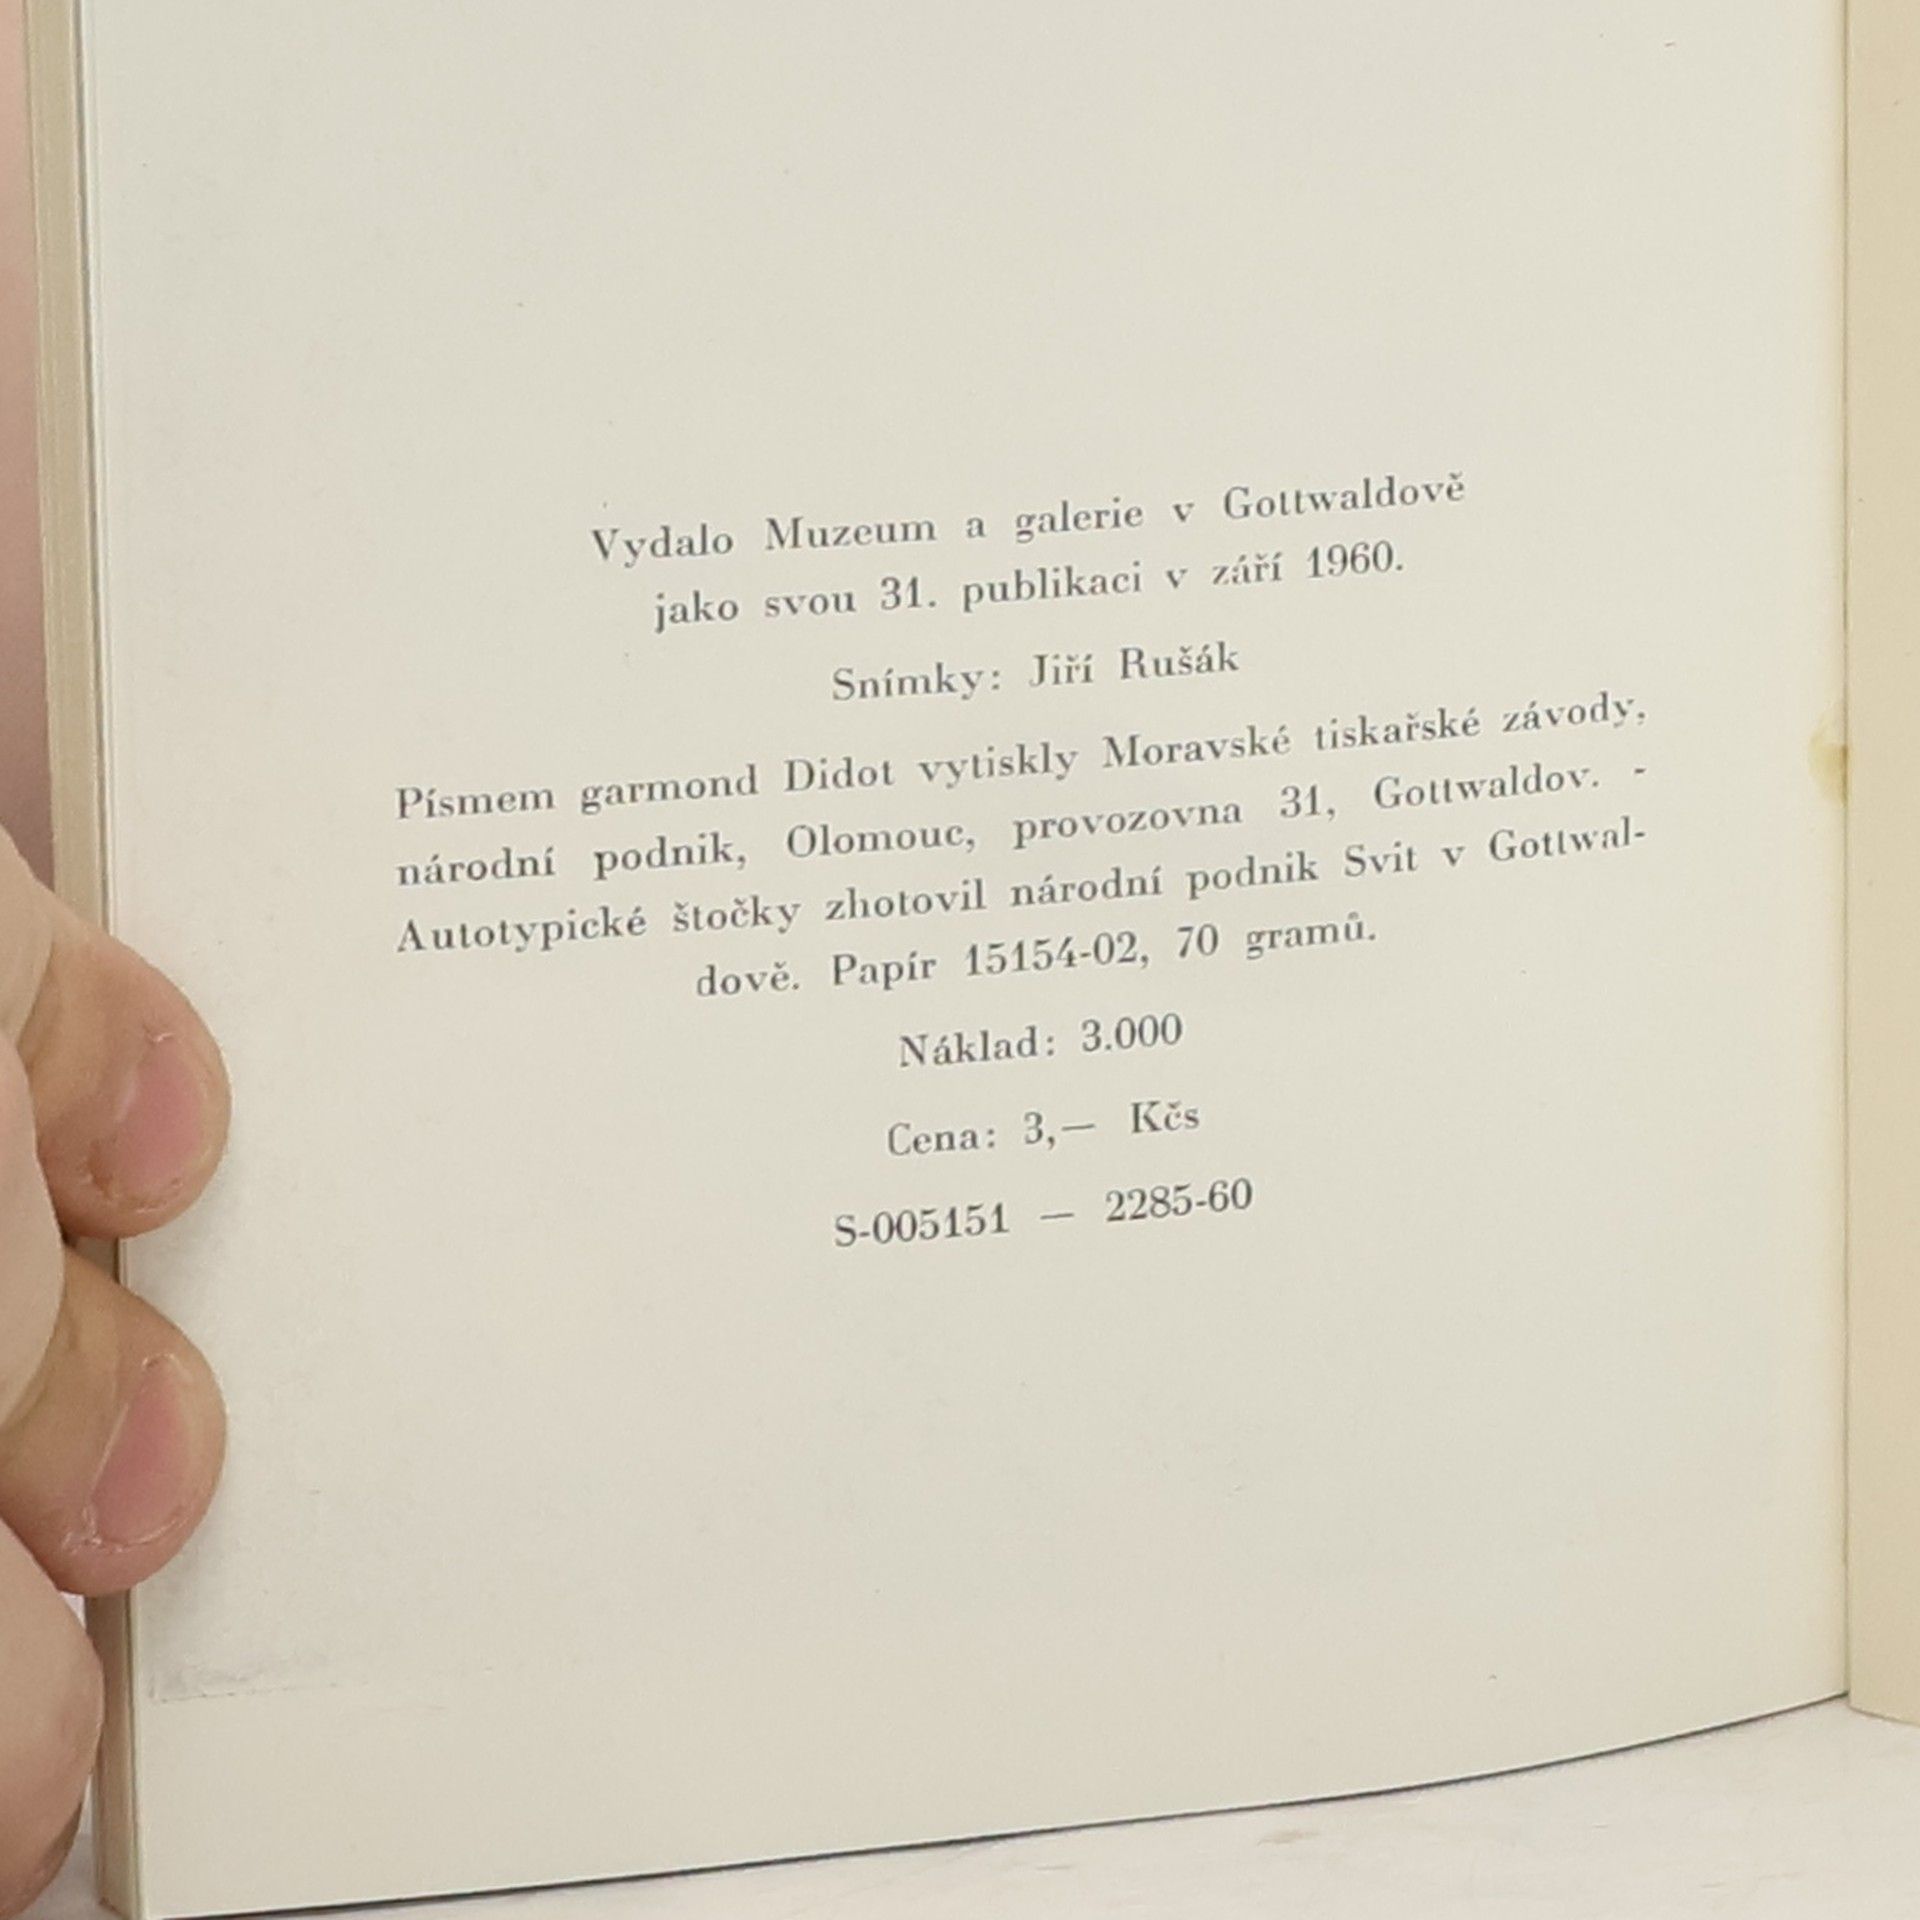 Vydalo Muzeum a galerie v Gottwaldově
jako svou 31. publikaci v září 1960.
Snímky: Jiří Rušák
Písmem garmond Didot vytiskly Moravské tiskařské závody,
národní podnik, Olomouc, provozovna 31, Gottwaldov. -
Autotypické štočky zhotovil národní podnik Svit v Gottwal-
dově. Papír 15154-02, 70 gramů.
Náklad: 3.000
Cena: 3,— Kčs
S-005151 — 2285-60